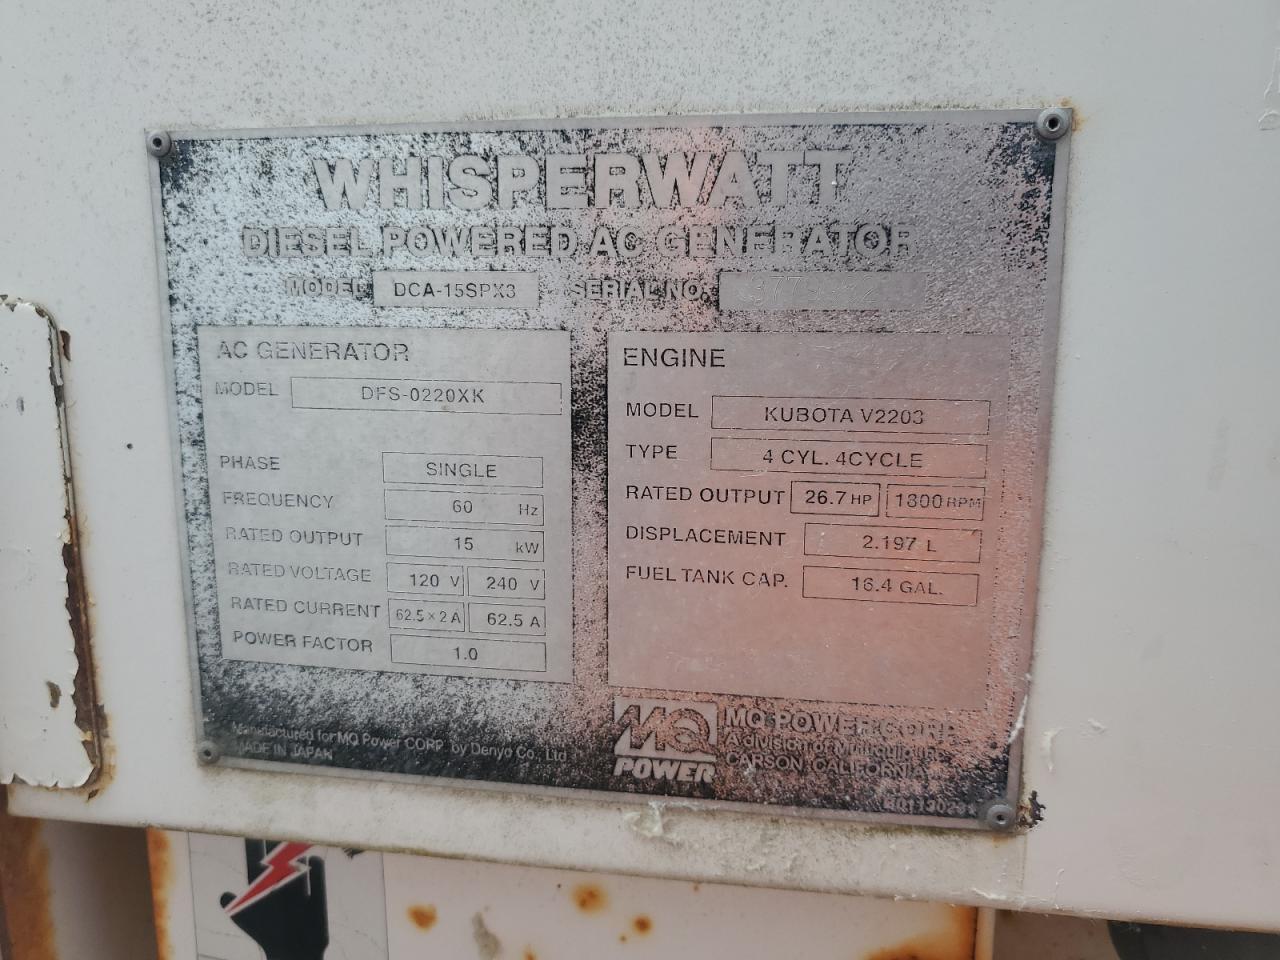 WHISPERWATT
DIESEL POWERED AC GENERATOR
MODEL DCA-15SPX3 SERIAL NO.
AC GENERATOR
MODEL DFS-0220XK
PHASE SINGLE
FREQUENCY 60 Hz
RATED OUTPUT 15 kW
RATED VOLTAGE 120 V 240 V
RATED CURRENT 62.5 × 2 A 62.5 A
POWER FACTOR 1.0
ENGINE
MODEL KUBOTA V2203
TYPE 4 CYL. 4CYCLE
RATED OUTPUT 26.7 HP 1800 RPM
DISPLACEMENT 2.197 L
FUEL TANK CAP. 16.4 GAL.
Manufactured for MQ Power CORP. by Denyo Co., Ltd
MADE IN JAPAN
MQ POWER
MQ POWER CORP.
A division of Multiquip Inc.
CARSON, CALIFORNIA